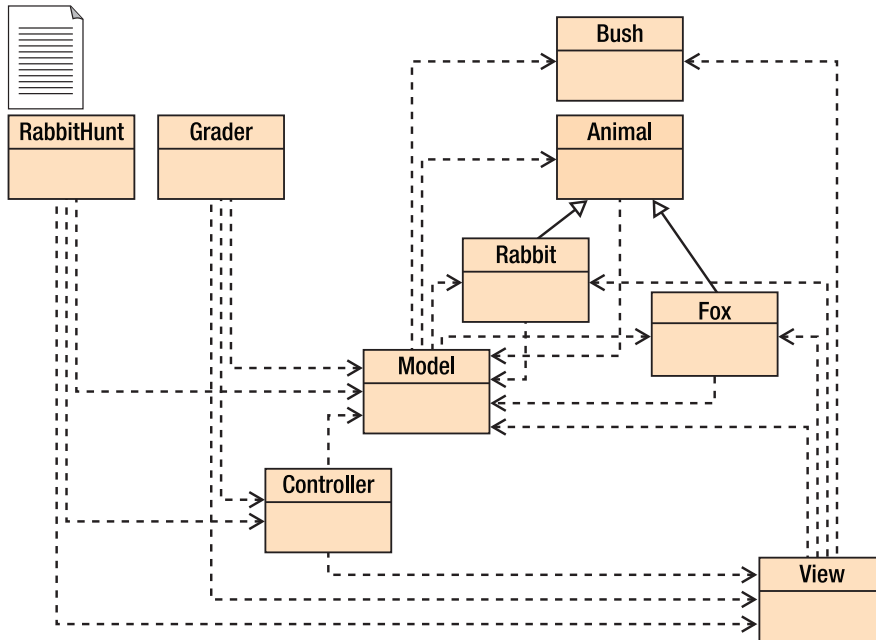 Bush
RabbitHunt
Grader
Animal
Rabbit
Fox
Model
Controller
View